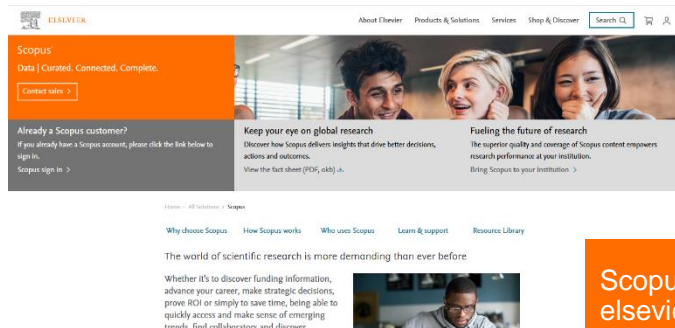 ELSEVIER
About Elsevier Products & Solutions Services Shop & Discover Search
Scopus
Data | Curated. Connected. Complete.
Contact sales >
Already a Scopus customer?
If you already have a Scopus account, please click the link below to
sign in.
Scopus sign in >
Keep your eye on global research
Discover how Scopus delivers insights that drive better decisions,
actions and outcomes.
View the fact sheet (PDF, 0kb)
Fueling the future of research
The superior quality and coverage of Scopus content empowers
research performance at your institution.
Bring Scopus to your institution >
Home > All Solutions > Scopus
Why choose Scopus How Scopus works Who uses Scopus Learn & support Resource Library
The world of scientific research is more demanding than ever before
Whether it's to discover funding information,
advance your career, make strategic decisions,
prove ROI or simply to save time, being able to
quickly access and make sense of emerging
trends, find collaborators and discover
Scopu
elsevie